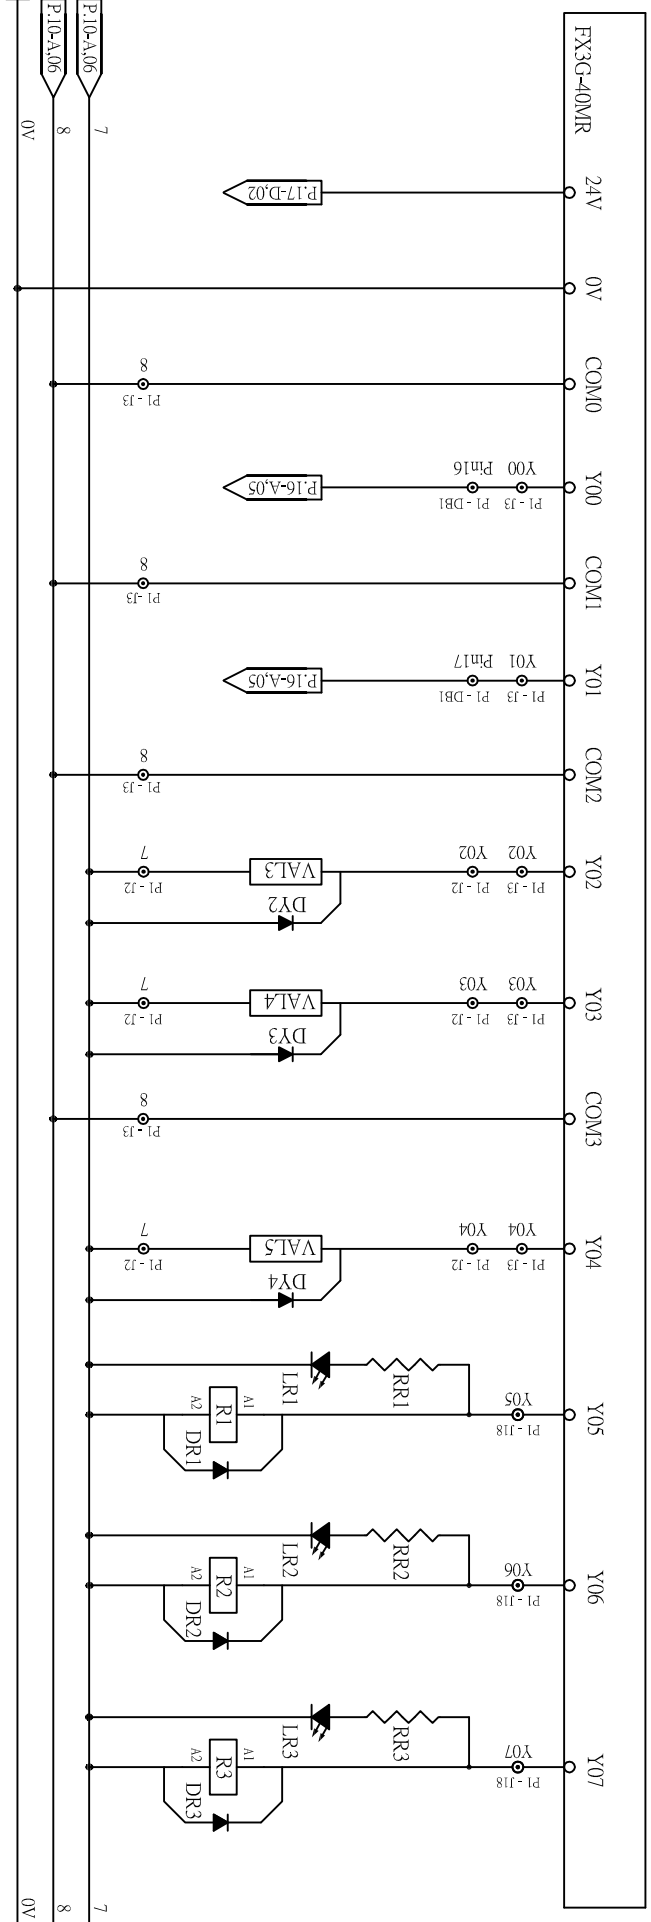 FX3G-40MR
24V
0V
COM0
Y00
COM1
Y01
COM2
Y02
Y03
COM3
Y04
Y05
Y06
Y07
P.17-D,02
8
P1 - J3
Y00
P1 - J3
Pin16
P1 - DB1
P.16-A,05
8
P1 - J3
Y01
P1 - J3
Pin17
P1 - DB1
P.16-A,05
8
P1 - J3
Y02
P1 - J3
Y02
P1 - J2
VAL3
DY2
7
P1 - J2
Y03
P1 - J3
Y03
P1 - J2
VAL4
DY3
7
P1 - J2
8
P1 - J3
Y04
P1 - J3
Y04
P1 - J2
VAL5
DY4
7
P1 - J2
Y05
P1 - J18
RR1
LR1
A1
R1
A2
DR1
Y06
P1 - J18
RR2
LR2
A1
R2
A2
DR2
Y07
P1 - J18
RR3
LR3
A1
R3
A2
DR3
P.10-A,06
7
7
P.10-A,06
8
8
0V
0V